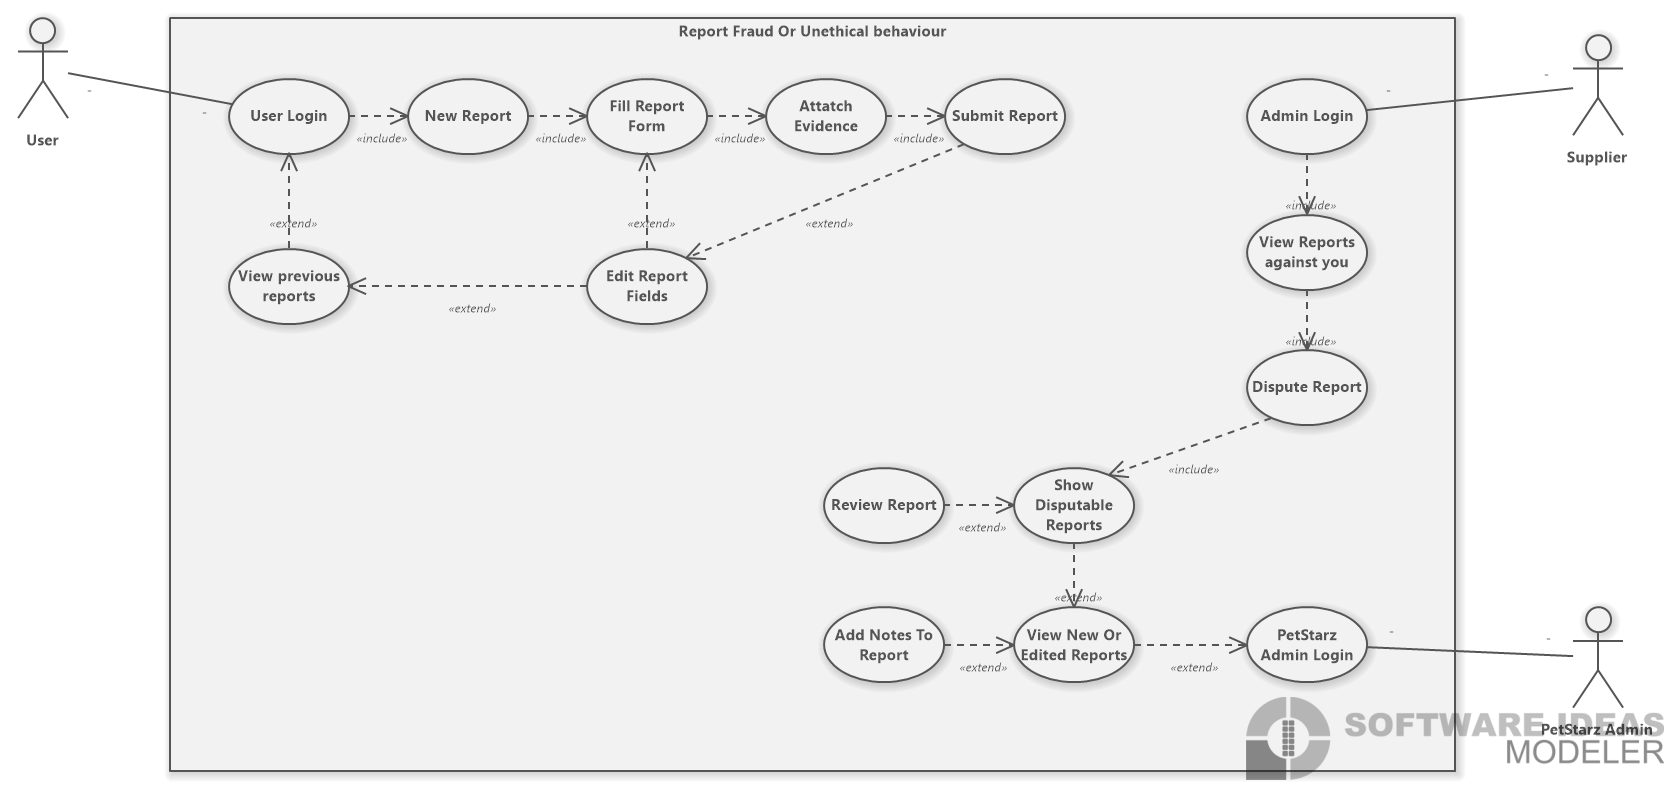 Report Fraud Or Unethical behaviour
User
Supplier
User Login
«include»
New Report
«include»
Fill Report
Form
«include»
Attatch
Evidence
«include»
Submit Report
Admin Login
«include»
«extend»
«extend»
«extend»
View previous
reports
«extend»
Edit Report
Fields
View Reports
against you
«include»
Dispute Report
«include»
Review Report
«extend»
Show
Disputable
Reports
«extend»
Add Notes To
Report
«extend»
View New Or
Edited Reports
«extend»
PetStarz
Admin Login
PetStarz Admin
SOFTWARE IDEAS
MODELER